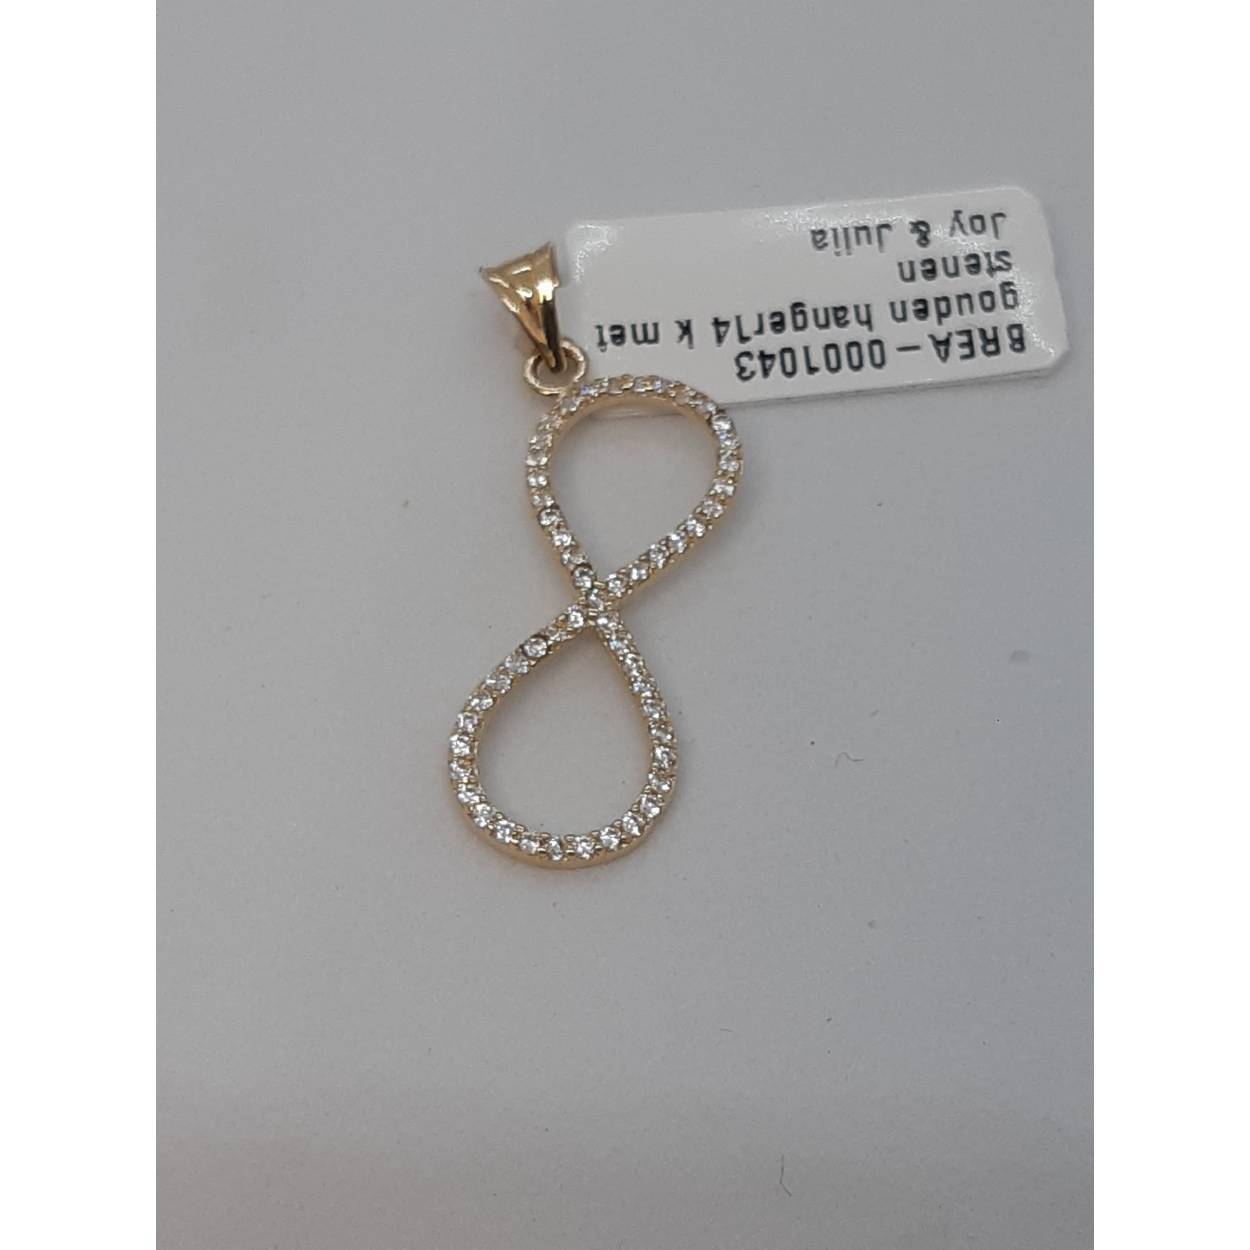 BREA - 0001043
gouden hanger14 k met
stenen
Joy & Julia